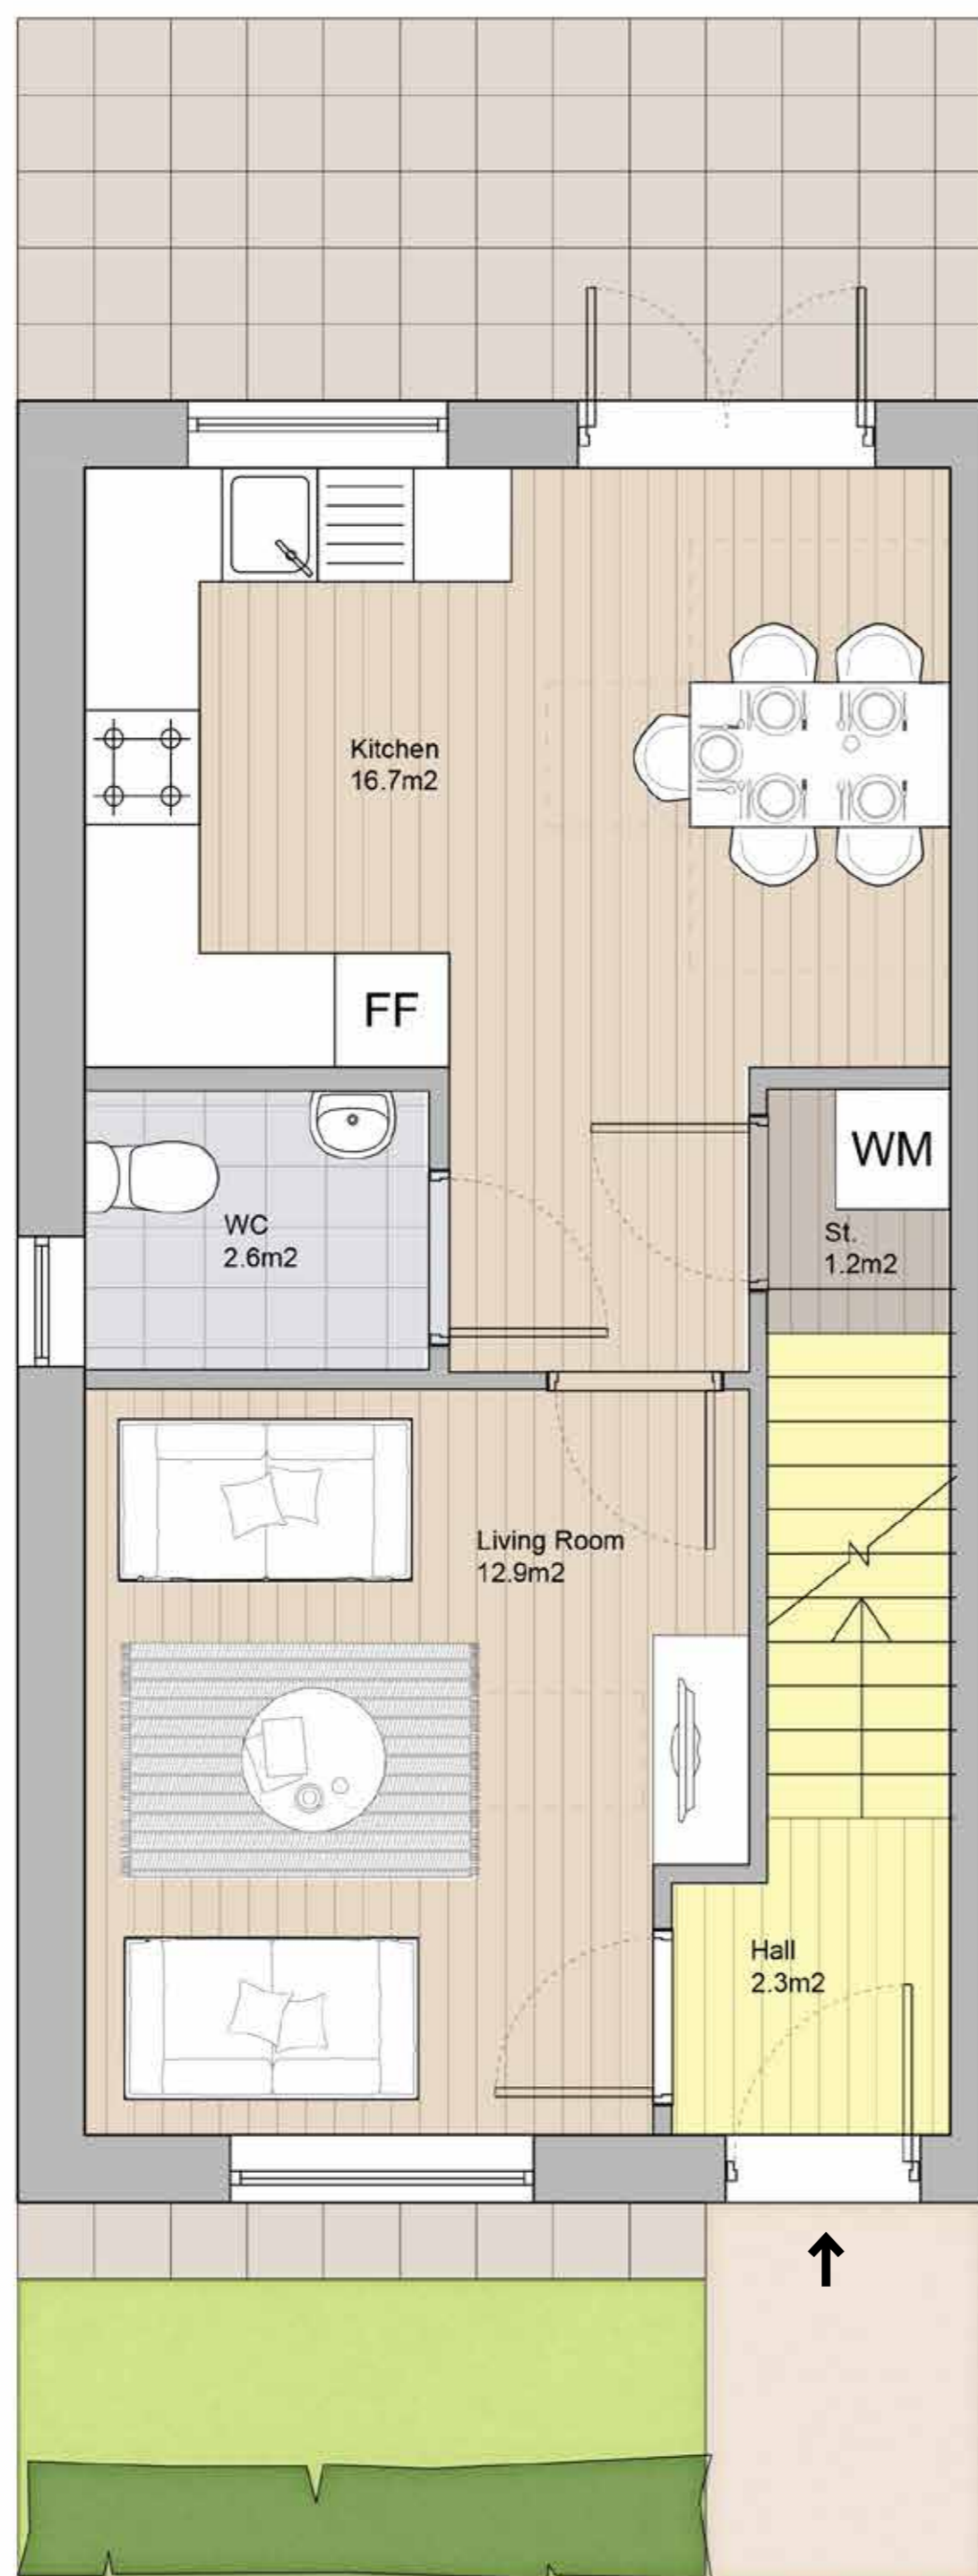 Kitchen
16.7m2
FF
WM
WC
2.6m2
St.
1.2m2
Living Room
12.9m2
Hall
2.3m2